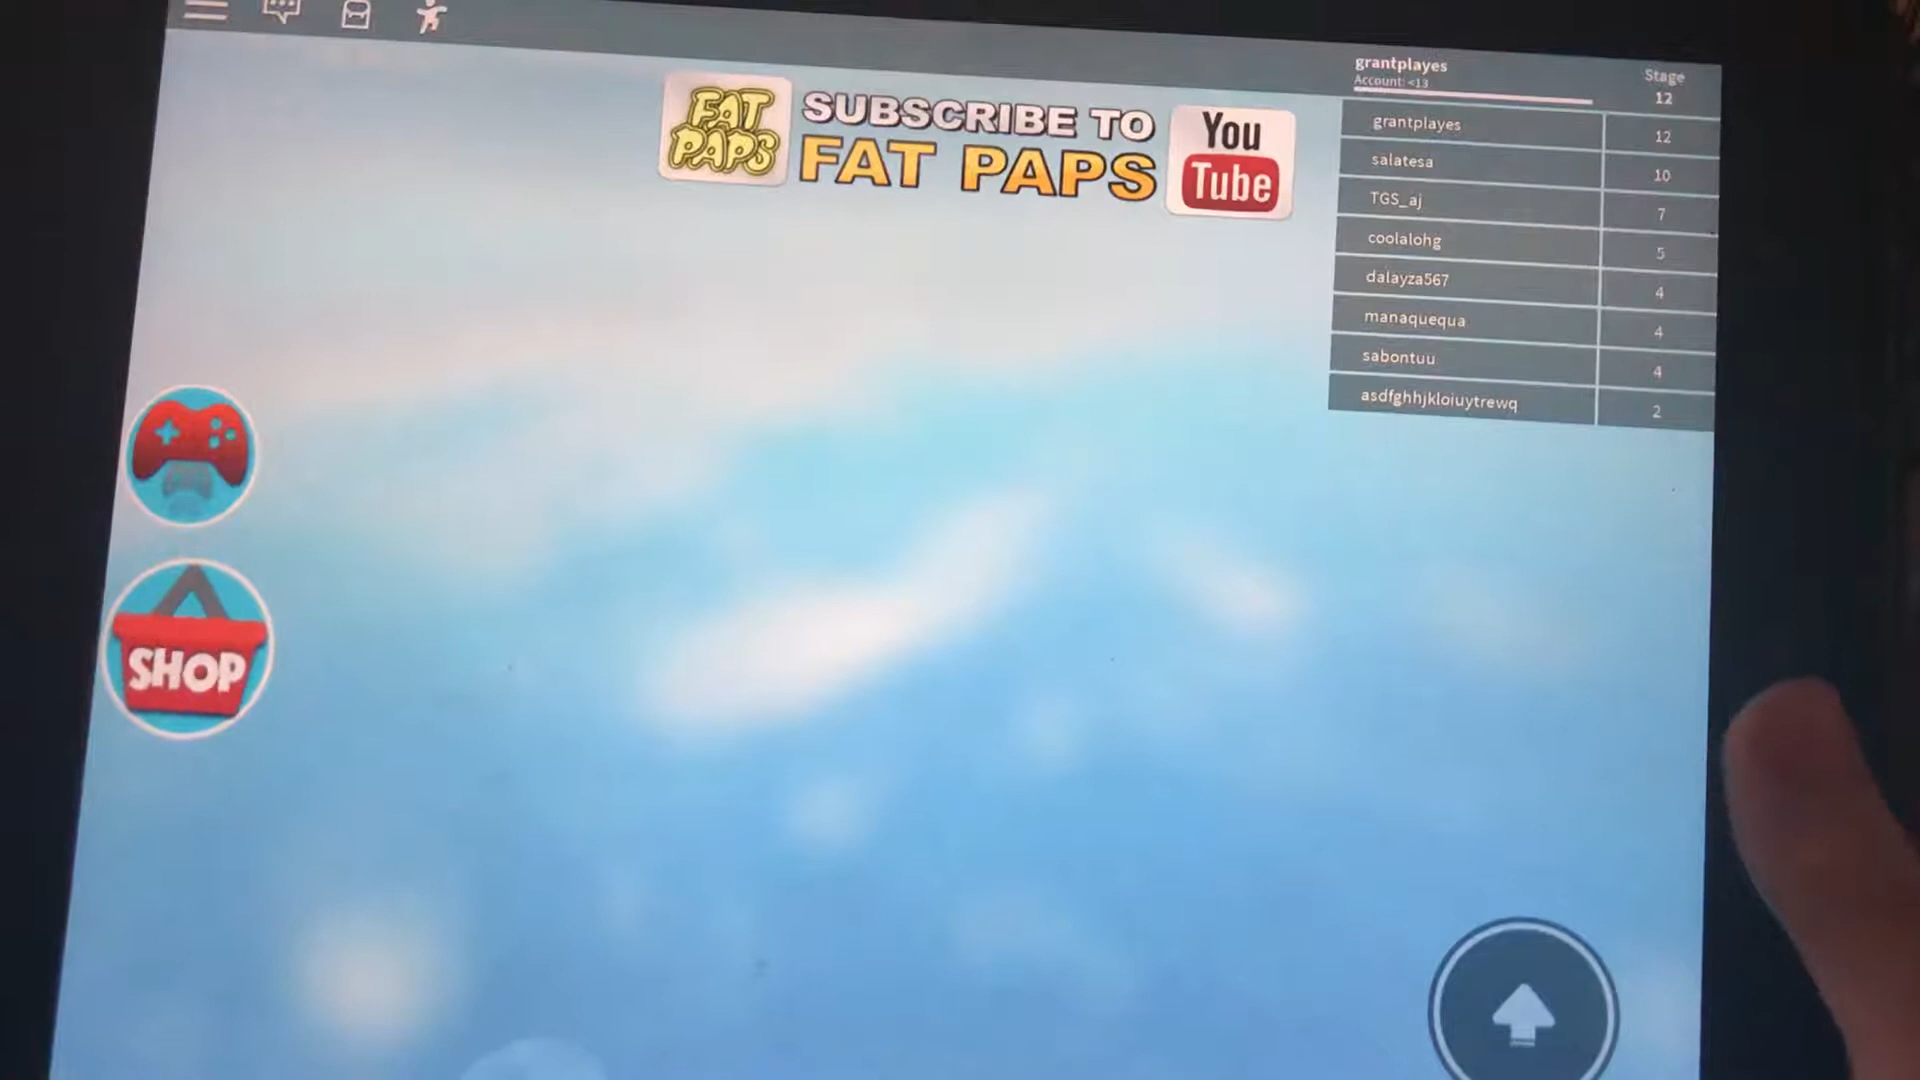 FAT
PAPS
SUBSCRIBE TO
FAT PAPS
You
Tube
grantplayes
Account: <13
Stage
12
grantplayes 12
salatesa 10
TGS_aj 7
coolalohg 5
dalayza567 4
manaquequa 4
sabontuu 4
asdfghhjkloiuytrewq 2
SHOP